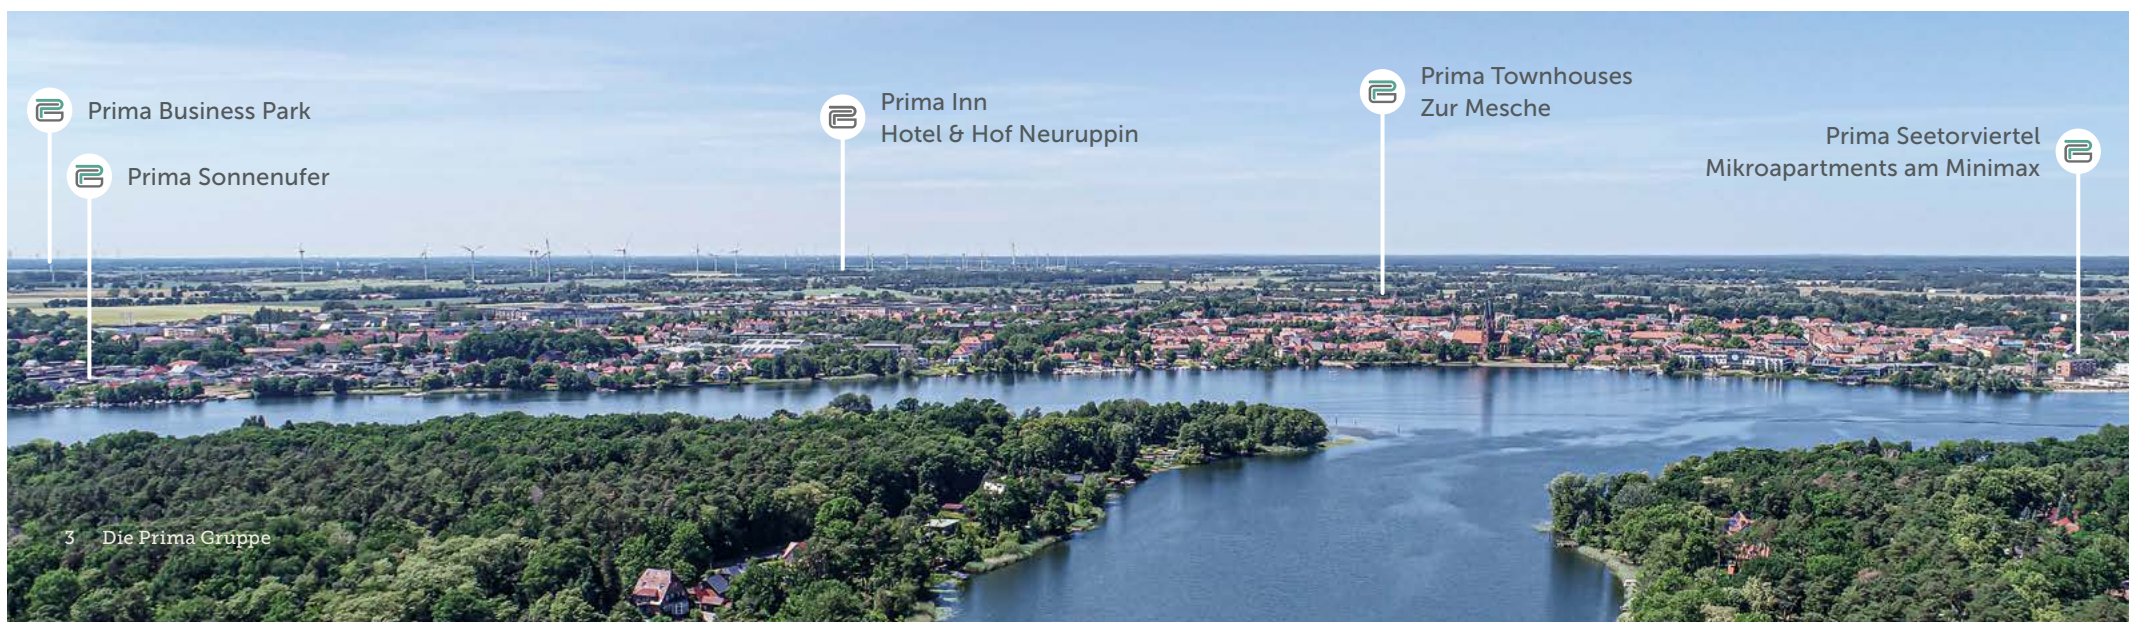 Prima Business Park
Prima Sonnenufer
Prima Inn
Hotel & Hof Neuruppin
Prima Townhouses
Zur Mesche
Prima Seetorviertel
Mikroapartments am Minimax
3 Die Prima Gruppe